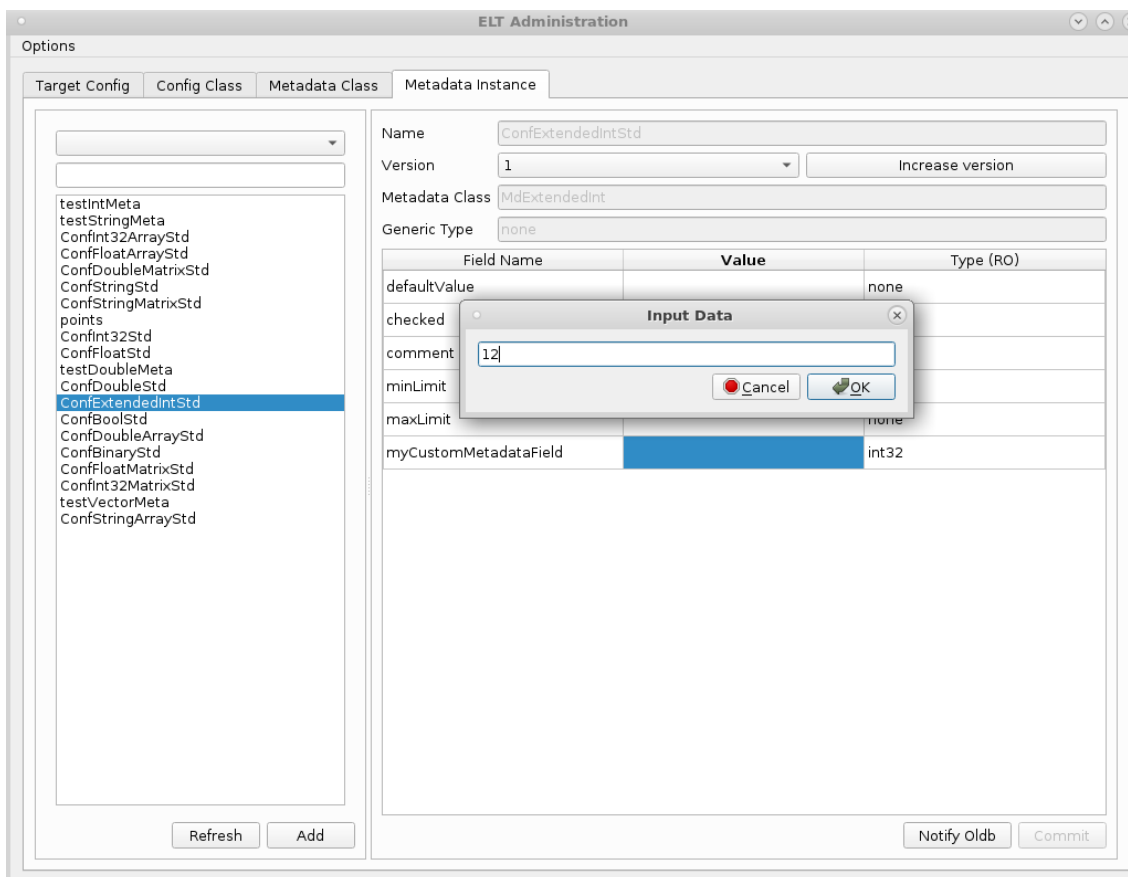 ELT Administration
Options
Target Config
Config Class
Metadata Class
Metadata Instance
testIntMeta
testStringMeta
ConfInt32ArrayStd
ConfFloatArrayStd
ConfDoubleMatrixStd
ConfStringStd
ConfStringMatrixStd
points
ConfInt32Std
ConfFloatStd
testDoubleMeta
ConfDoubleStd
ConfExtendedIntStd
ConfBoolStd
ConfDoubleArrayStd
ConfBinaryStd
ConfFloatMatrixStd
ConfInt32MatrixStd
testVectorMeta
ConfStringArrayStd
Refresh
Add
Name ConfExtendedIntStd
Version 1 Increase version
Metadata Class MdExtendedInt
Generic Type none
Field Name Value Type (RO)
defaultValue none
checked
comment
minLimit
maxLimit none
myCustomMetadataField int32
Input Data
12
Cancel OK
Notify Oldb Commit